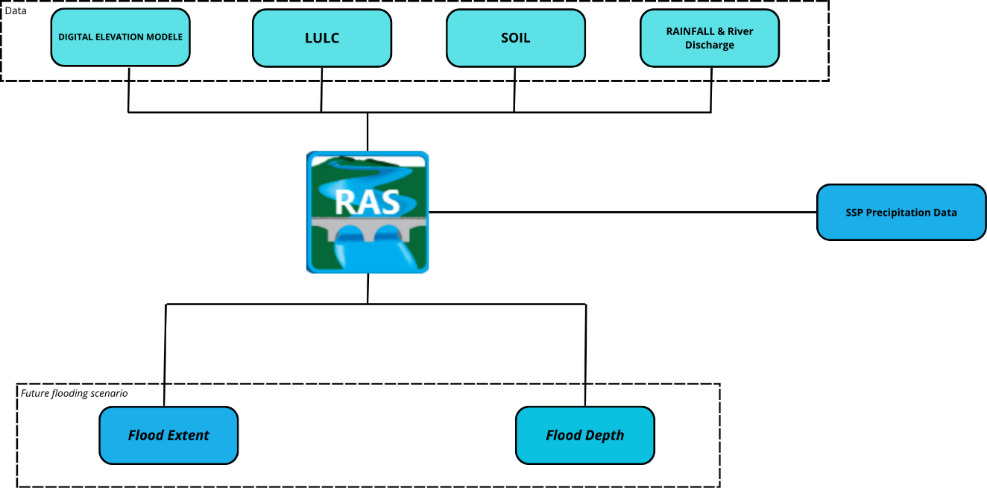 Data
DIGITAL ELEVATION MODELE
LULC
SOIL
RAINFALL & River
Discharge
RAS
SSP Precipitation Data
Future flooding scenario
Flood Extent
Flood Depth